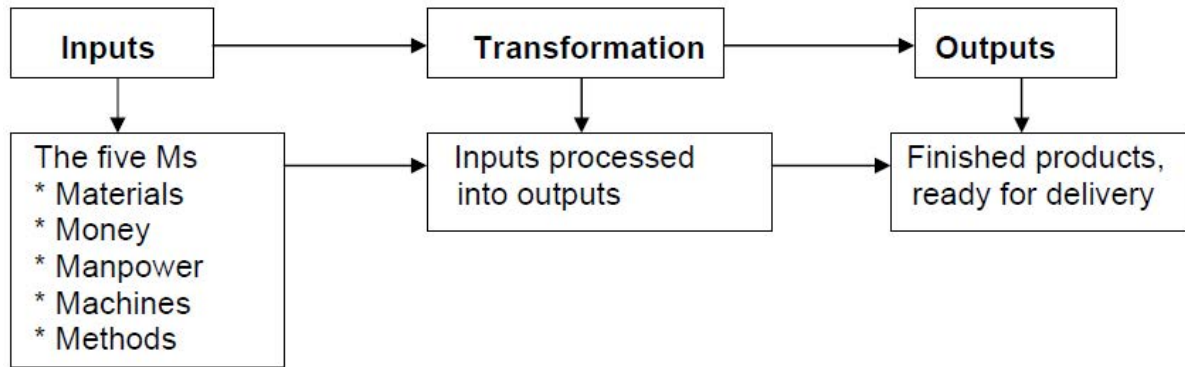 Inputs
Transformation
Outputs
The five Ms
* Materials
* Money
* Manpower
* Machines
* Methods
Inputs processed
into outputs
Finished products,
ready for delivery